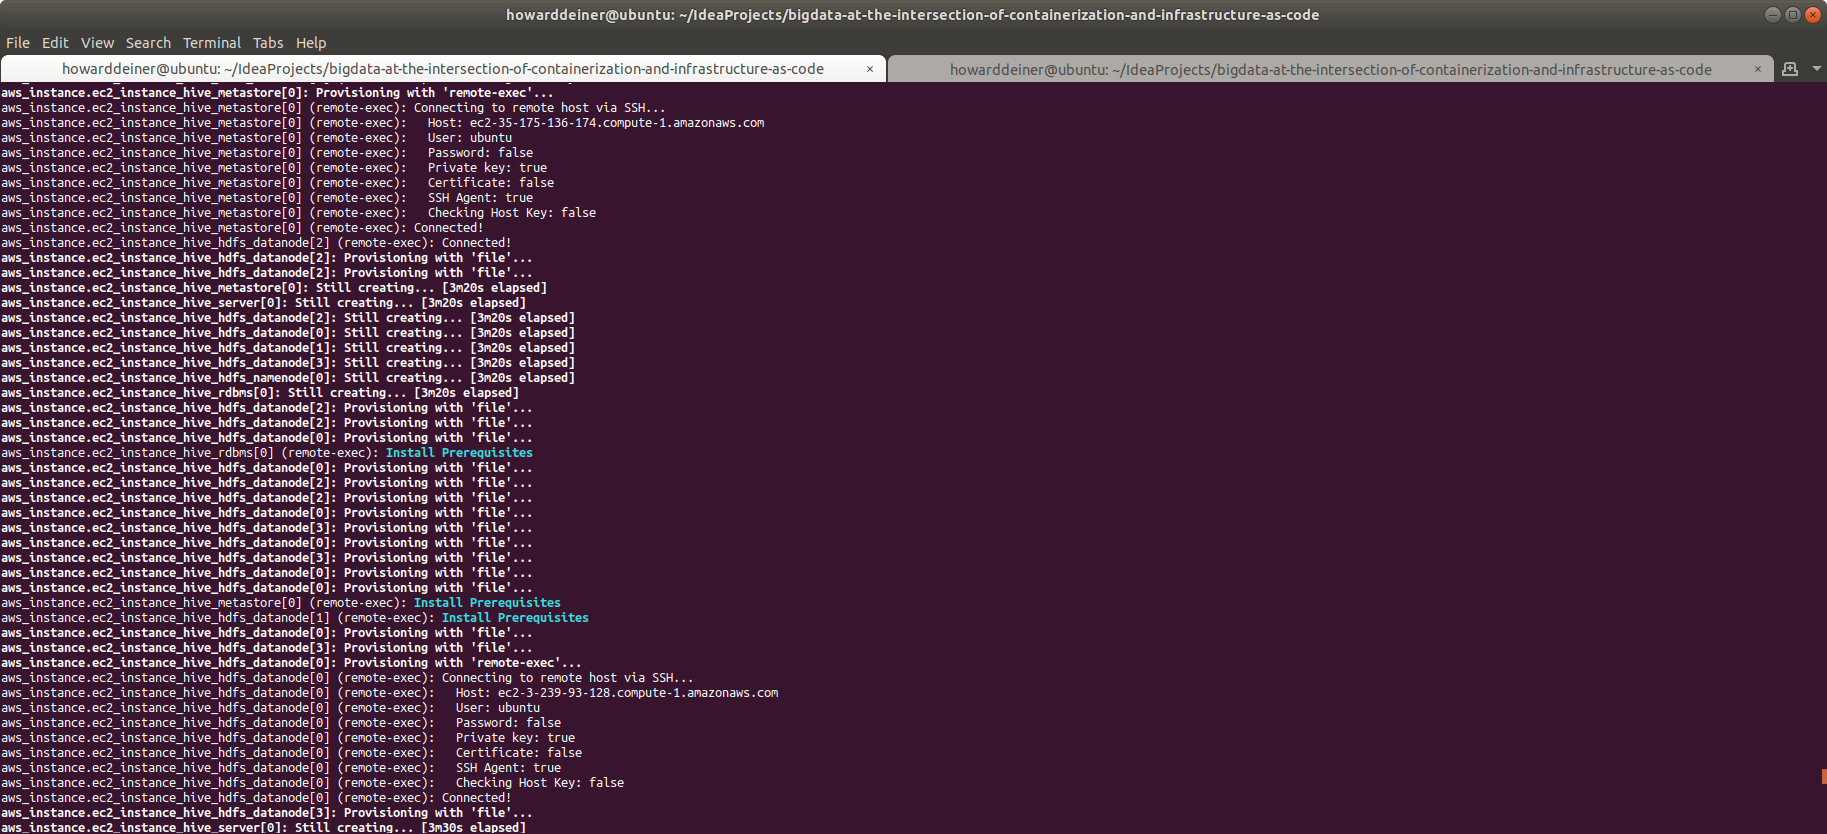 howarddeiner@ubuntu: ~/IdeaProjects/bigdata-at-the-intersection-of-containerization-and-infrastructure-as-code
File Edit View Search Terminal Tabs Help
howarddeiner@ubuntu: ~/IdeaProjects/bigdata-at-the-intersection-of-containerization-and-infrastructure-as-code × howarddeiner@ubuntu: ~/IdeaProjects/bigdata-at-the-intersection-of-containerization-and-infrastructure-as-code ×
aws_instance.ec2_instance_hive_metastore[0]: Provisioning with 'remote-exec'...
aws_instance.ec2_instance_hive_metastore[0] (remote-exec): Connecting to remote host via SSH...
aws_instance.ec2_instance_hive_metastore[0] (remote-exec):   Host: ec2-35-175-136-174.compute-1.amazonaws.com
aws_instance.ec2_instance_hive_metastore[0] (remote-exec):   User: ubuntu
aws_instance.ec2_instance_hive_metastore[0] (remote-exec):   Password: false
aws_instance.ec2_instance_hive_metastore[0] (remote-exec):   Private key: true
aws_instance.ec2_instance_hive_metastore[0] (remote-exec):   Certificate: false
aws_instance.ec2_instance_hive_metastore[0] (remote-exec):   SSH Agent: true
aws_instance.ec2_instance_hive_metastore[0] (remote-exec):   Checking Host Key: false
aws_instance.ec2_instance_hive_metastore[0] (remote-exec): Connected!
aws_instance.ec2_instance_hive_hdfs_datanode[2] (remote-exec): Connected!
aws_instance.ec2_instance_hive_hdfs_datanode[2]: Provisioning with 'file'...
aws_instance.ec2_instance_hive_hdfs_datanode[2]: Provisioning with 'file'...
aws_instance.ec2_instance_hive_metastore[0]: Still creating... [3m20s elapsed]
aws_instance.ec2_instance_hive_server[0]: Still creating... [3m20s elapsed]
aws_instance.ec2_instance_hive_hdfs_datanode[2]: Still creating... [3m20s elapsed]
aws_instance.ec2_instance_hive_hdfs_datanode[0]: Still creating... [3m20s elapsed]
aws_instance.ec2_instance_hive_hdfs_datanode[1]: Still creating... [3m20s elapsed]
aws_instance.ec2_instance_hive_hdfs_datanode[3]: Still creating... [3m20s elapsed]
aws_instance.ec2_instance_hive_hdfs_namenode[0]: Still creating... [3m20s elapsed]
aws_instance.ec2_instance_hive_rdbms[0]: Still creating... [3m20s elapsed]
aws_instance.ec2_instance_hive_hdfs_datanode[2]: Provisioning with 'file'...
aws_instance.ec2_instance_hive_hdfs_datanode[2]: Provisioning with 'file'...
aws_instance.ec2_instance_hive_hdfs_datanode[0]: Provisioning with 'file'...
aws_instance.ec2_instance_hive_rdbms[0] (remote-exec): Install Prerequisites
aws_instance.ec2_instance_hive_hdfs_datanode[0]: Provisioning with 'file'...
aws_instance.ec2_instance_hive_hdfs_datanode[2]: Provisioning with 'file'...
aws_instance.ec2_instance_hive_hdfs_datanode[2]: Provisioning with 'file'...
aws_instance.ec2_instance_hive_hdfs_datanode[0]: Provisioning with 'file'...
aws_instance.ec2_instance_hive_hdfs_datanode[3]: Provisioning with 'file'...
aws_instance.ec2_instance_hive_hdfs_datanode[0]: Provisioning with 'file'...
aws_instance.ec2_instance_hive_hdfs_datanode[3]: Provisioning with 'file'...
aws_instance.ec2_instance_hive_hdfs_datanode[0]: Provisioning with 'file'...
aws_instance.ec2_instance_hive_hdfs_datanode[0]: Provisioning with 'file'...
aws_instance.ec2_instance_hive_metastore[0] (remote-exec): Install Prerequisites
aws_instance.ec2_instance_hive_hdfs_datanode[1] (remote-exec): Install Prerequisites
aws_instance.ec2_instance_hive_hdfs_datanode[0]: Provisioning with 'file'...
aws_instance.ec2_instance_hive_hdfs_datanode[3]: Provisioning with 'file'...
aws_instance.ec2_instance_hive_hdfs_datanode[0]: Provisioning with 'remote-exec'...
aws_instance.ec2_instance_hive_hdfs_datanode[0] (remote-exec): Connecting to remote host via SSH...
aws_instance.ec2_instance_hive_hdfs_datanode[0] (remote-exec):   Host: ec2-3-239-93-128.compute-1.amazonaws.com
aws_instance.ec2_instance_hive_hdfs_datanode[0] (remote-exec):   User: ubuntu
aws_instance.ec2_instance_hive_hdfs_datanode[0] (remote-exec):   Password: false
aws_instance.ec2_instance_hive_hdfs_datanode[0] (remote-exec):   Private key: true
aws_instance.ec2_instance_hive_hdfs_datanode[0] (remote-exec):   Certificate: false
aws_instance.ec2_instance_hive_hdfs_datanode[0] (remote-exec):   SSH Agent: true
aws_instance.ec2_instance_hive_hdfs_datanode[0] (remote-exec):   Checking Host Key: false
aws_instance.ec2_instance_hive_hdfs_datanode[0] (remote-exec): Connected!
aws_instance.ec2_instance_hive_hdfs_datanode[3]: Provisioning with 'file'...
aws_instance.ec2_instance_hive_server[0]: Still creating... [3m30s elapsed]